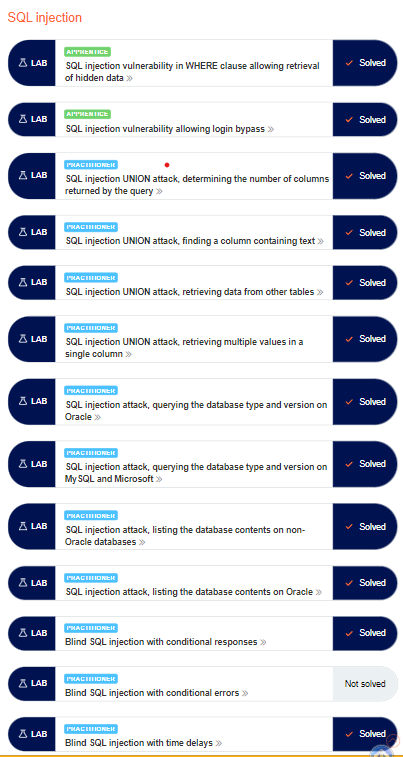 SQL injection
APPRENTICE
LAB
SQL injection vulnerability in WHERE clause allowing retrieval
of hidden data »
Solved
APPRENTICE
LAB
SQL injection vulnerability allowing login bypass »
Solved
PRACTITIONER
LAB
SQL injection UNION attack, determining the number of columns
returned by the query »
Solved
PRACTITIONER
LAB
SQL injection UNION attack, finding a column containing text »
Solved
PRACTITIONER
LAB
SQL injection UNION attack, retrieving data from other tables »
Solved
PRACTITIONER
LAB
SQL injection UNION attack, retrieving multiple values in a
single column »
Solved
PRACTITIONER
LAB
SQL injection attack, querying the database type and version on
Oracle »
Solved
PRACTITIONER
LAB
SQL injection attack, querying the database type and version on
MySQL and Microsoft »
Solved
PRACTITIONER
LAB
SQL injection attack, listing the database contents on non-
Oracle databases »
Solved
PRACTITIONER
LAB
SQL injection attack, listing the database contents on Oracle »
Solved
PRACTITIONER
LAB
Blind SQL injection with conditional responses »
Solved
PRACTITIONER
LAB
Blind SQL injection with conditional errors »
Not solved
PRACTITIONER
LAB
Blind SQL injection with time delays »
Solved